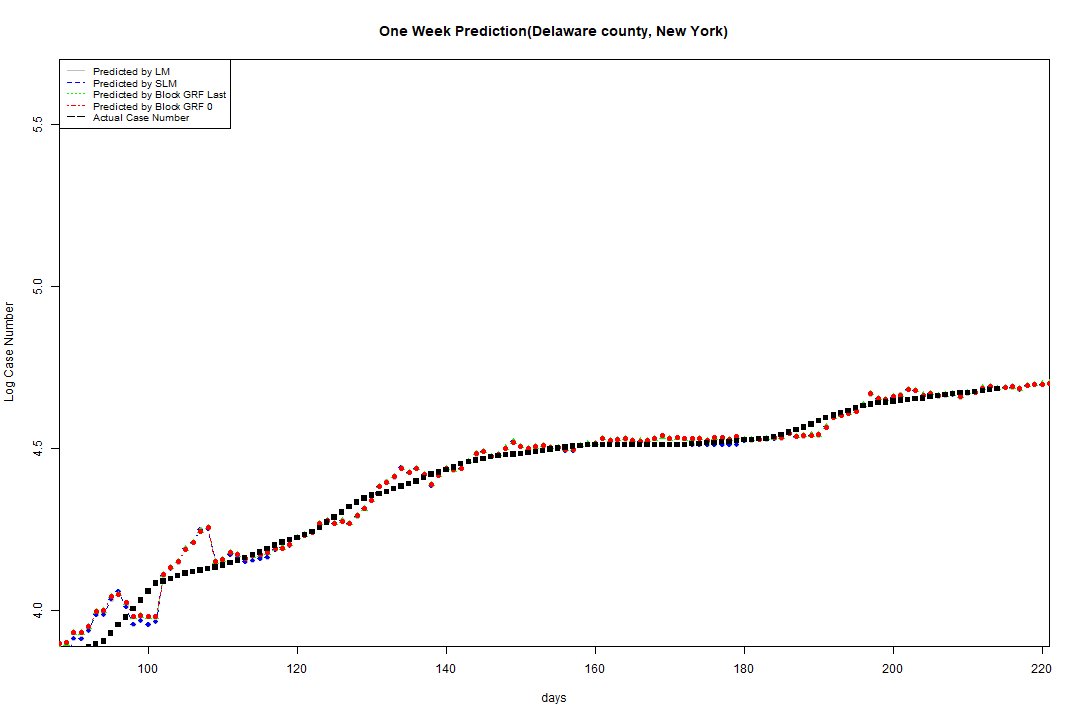 One Week Prediction(Delaware county, New York)
Predicted by LM
Predicted by SLM
Predicted by Block GRF Last
Predicted by Block GRF 0
Actual Case Number
5.5
5.0
4.5
4.0
Log Case Number
100 120 140 160 180 200 220
days